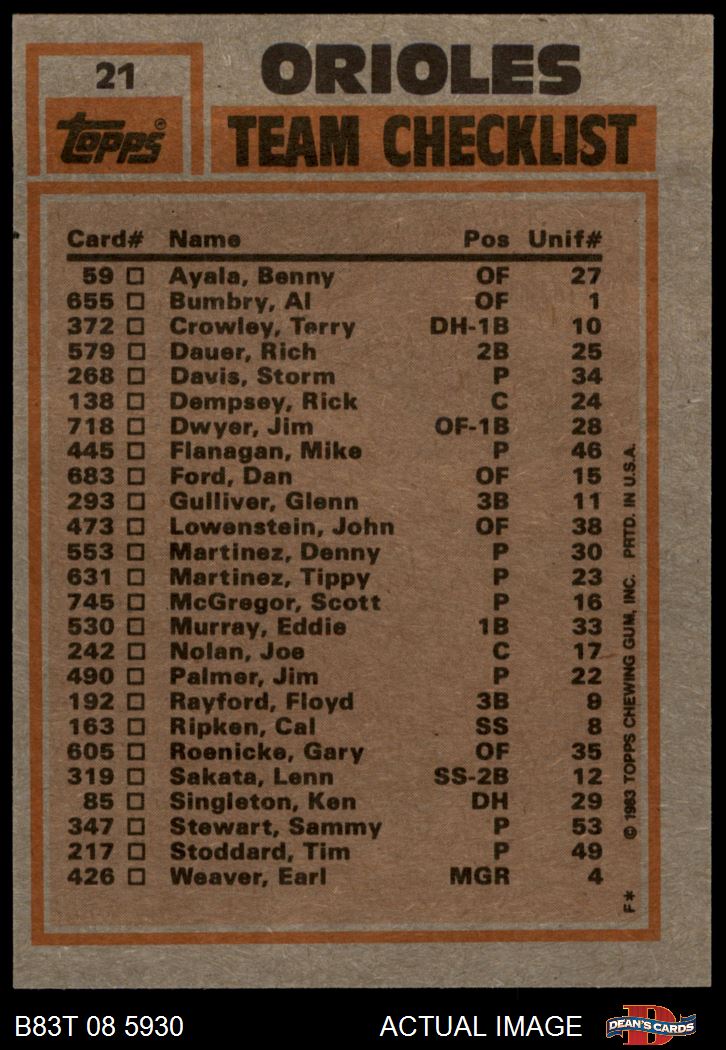 21
ORIOLES
topps®
TEAM CHECKLIST
Card# Name Pos Unif#
59 Ayala, Benny OF 27
655 Bumbry, Al OF 1
372 Crowley, Terry DH-1B 10
579 Dauer, Rich 2B 25
268 Davis, Storm P 34
138 Dempsey, Rick C 24
718 Dwyer, Jim OF-1B 28
445 Flanagan, Mike P 46
683 Ford, Dan OF 15
293 Gulliver, Glenn 3B 11
473 Lowenstein, John OF 38
553 Martinez, Denny P 30
631 Martinez, Tippy P 23
745 McGregor, Scott P 16
530 Murray, Eddie 1B 33
242 Nolan, Joe C 17
490 Palmer, Jim P 22
192 Rayford, Floyd 3B 9
163 Ripken, Cal SS 8
605 Roenicke, Gary OF 35
319 Sakata, Lenn SS-2B 12
85 Singleton, Ken DH 29
347 Stewart, Sammy P 53
217 Stoddard, Tim P 49
426 Weaver, Earl MGR 4
F* © 1983 TOPPS CHEWING GUM, INC. PRTD. IN U.S.A.
B83T 08 5930 ACTUAL IMAGE
D
DEAN'S CARDS